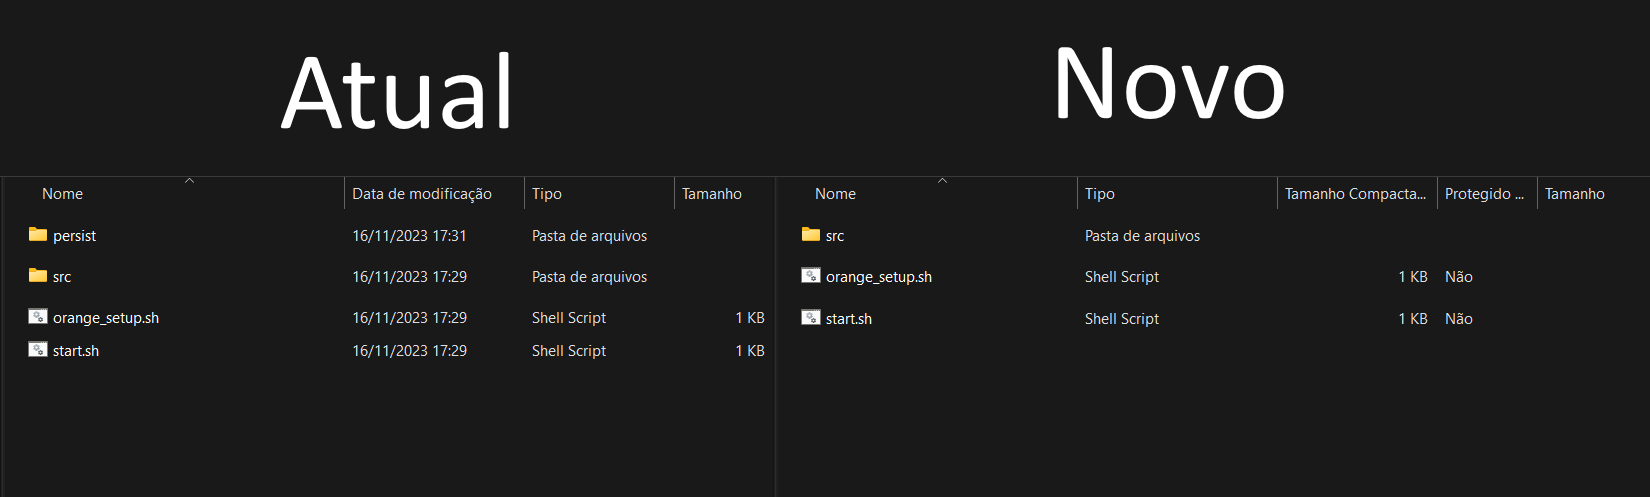 Atual
Novo
Nome Data de modificação Tipo Tamanho
persist 16/11/2023 17:31 Pasta de arquivos
src 16/11/2023 17:29 Pasta de arquivos
orange_setup.sh 16/11/2023 17:29 Shell Script 1 KB
start.sh 16/11/2023 17:29 Shell Script 1 KB
Nome Tipo Tamanho Compacta... Protegido ... Tamanho
src Pasta de arquivos
orange_setup.sh Shell Script 1 KB Não
start.sh Shell Script 1 KB Não